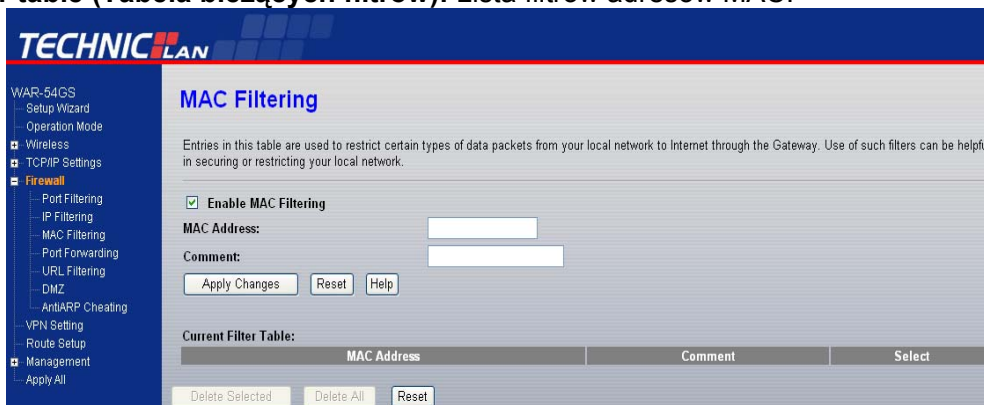 table (Tabela bieżących filtrów): Lista filtrów adresów MAC.
TECHNIC LAN
WAR-54GS
Setup Wizard
Operation Mode
Wireless
TCP/IP Settings
Firewall
Port Filtering
IP Filtering
MAC Filtering
Port Forwarding
URL Filtering
DMZ
AntiARP Cheating
VPN Setting
Route Setup
Management
Apply All
MAC Filtering
Entries in this table are used to restrict certain types of data packets from your local network to Internet through the Gateway. Use of such filters can be
in securing or restricting your local network.
Enable MAC Filtering
MAC Address:
Comment:
Apply Changes Reset Help
Current Filter Table:
MAC Address Comment Select
Delete Selected Delete All Reset